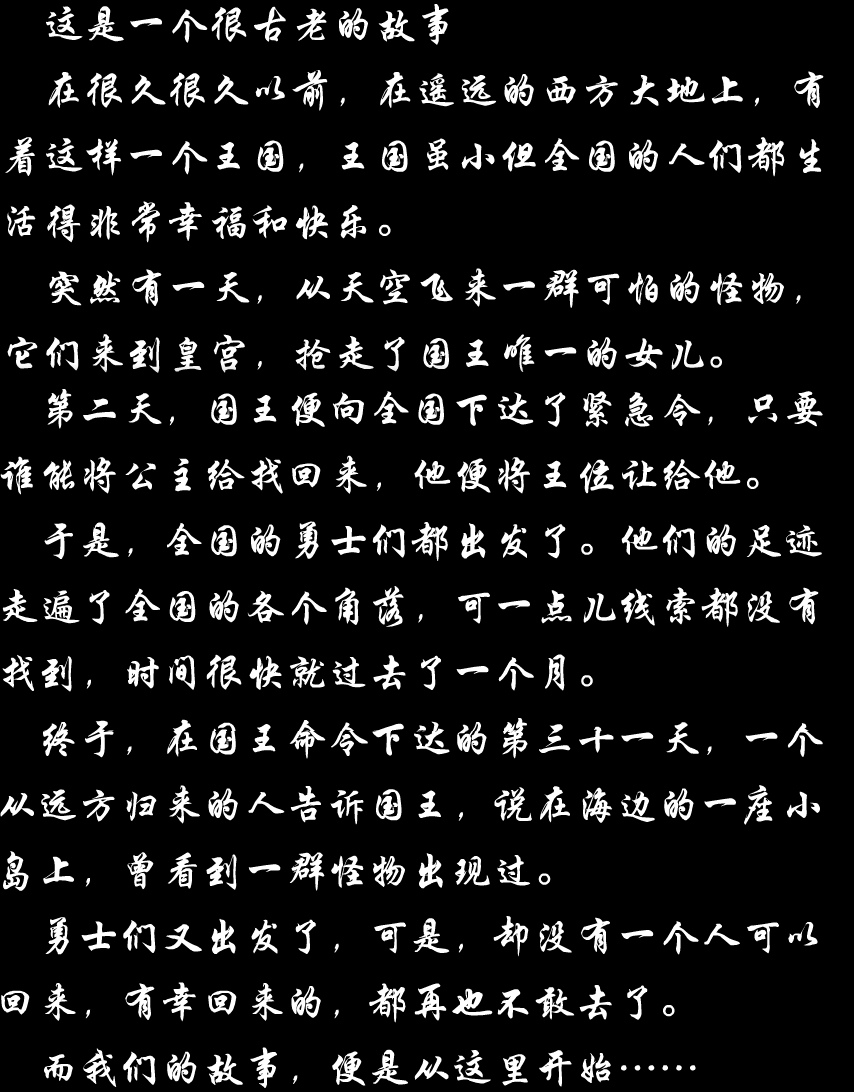 这是一个很古老的故事
在很久很久以前，在遥远的西方大地上，有
着这样一个王国，王国虽小但全国的人们都生
活得非常幸福和快乐。
突然有一天，从天空飞来一群可怕的怪物，
它们来到皇宫，抢走了国王唯一的女儿。
第二天，国王便向全国下达了紧急令，只要
谁能将公主给找回来，他便将王位让给他。
于是，全国的勇士们都出发了。他们的足迹
走遍了全国的各个角落，可一点儿线索都没有
找到，时间很快就过去了一个月。
终于，在国王命令下达的第三十一天，一个
从远方归来的人告诉国王，说在海边的一座小
岛上，曾看到一群怪物出现过。
勇士们又出发了，可是，却没有一个人可以
回来，有幸回来的，都再也不敢去了。
而我们的故事，便是从这里开始……